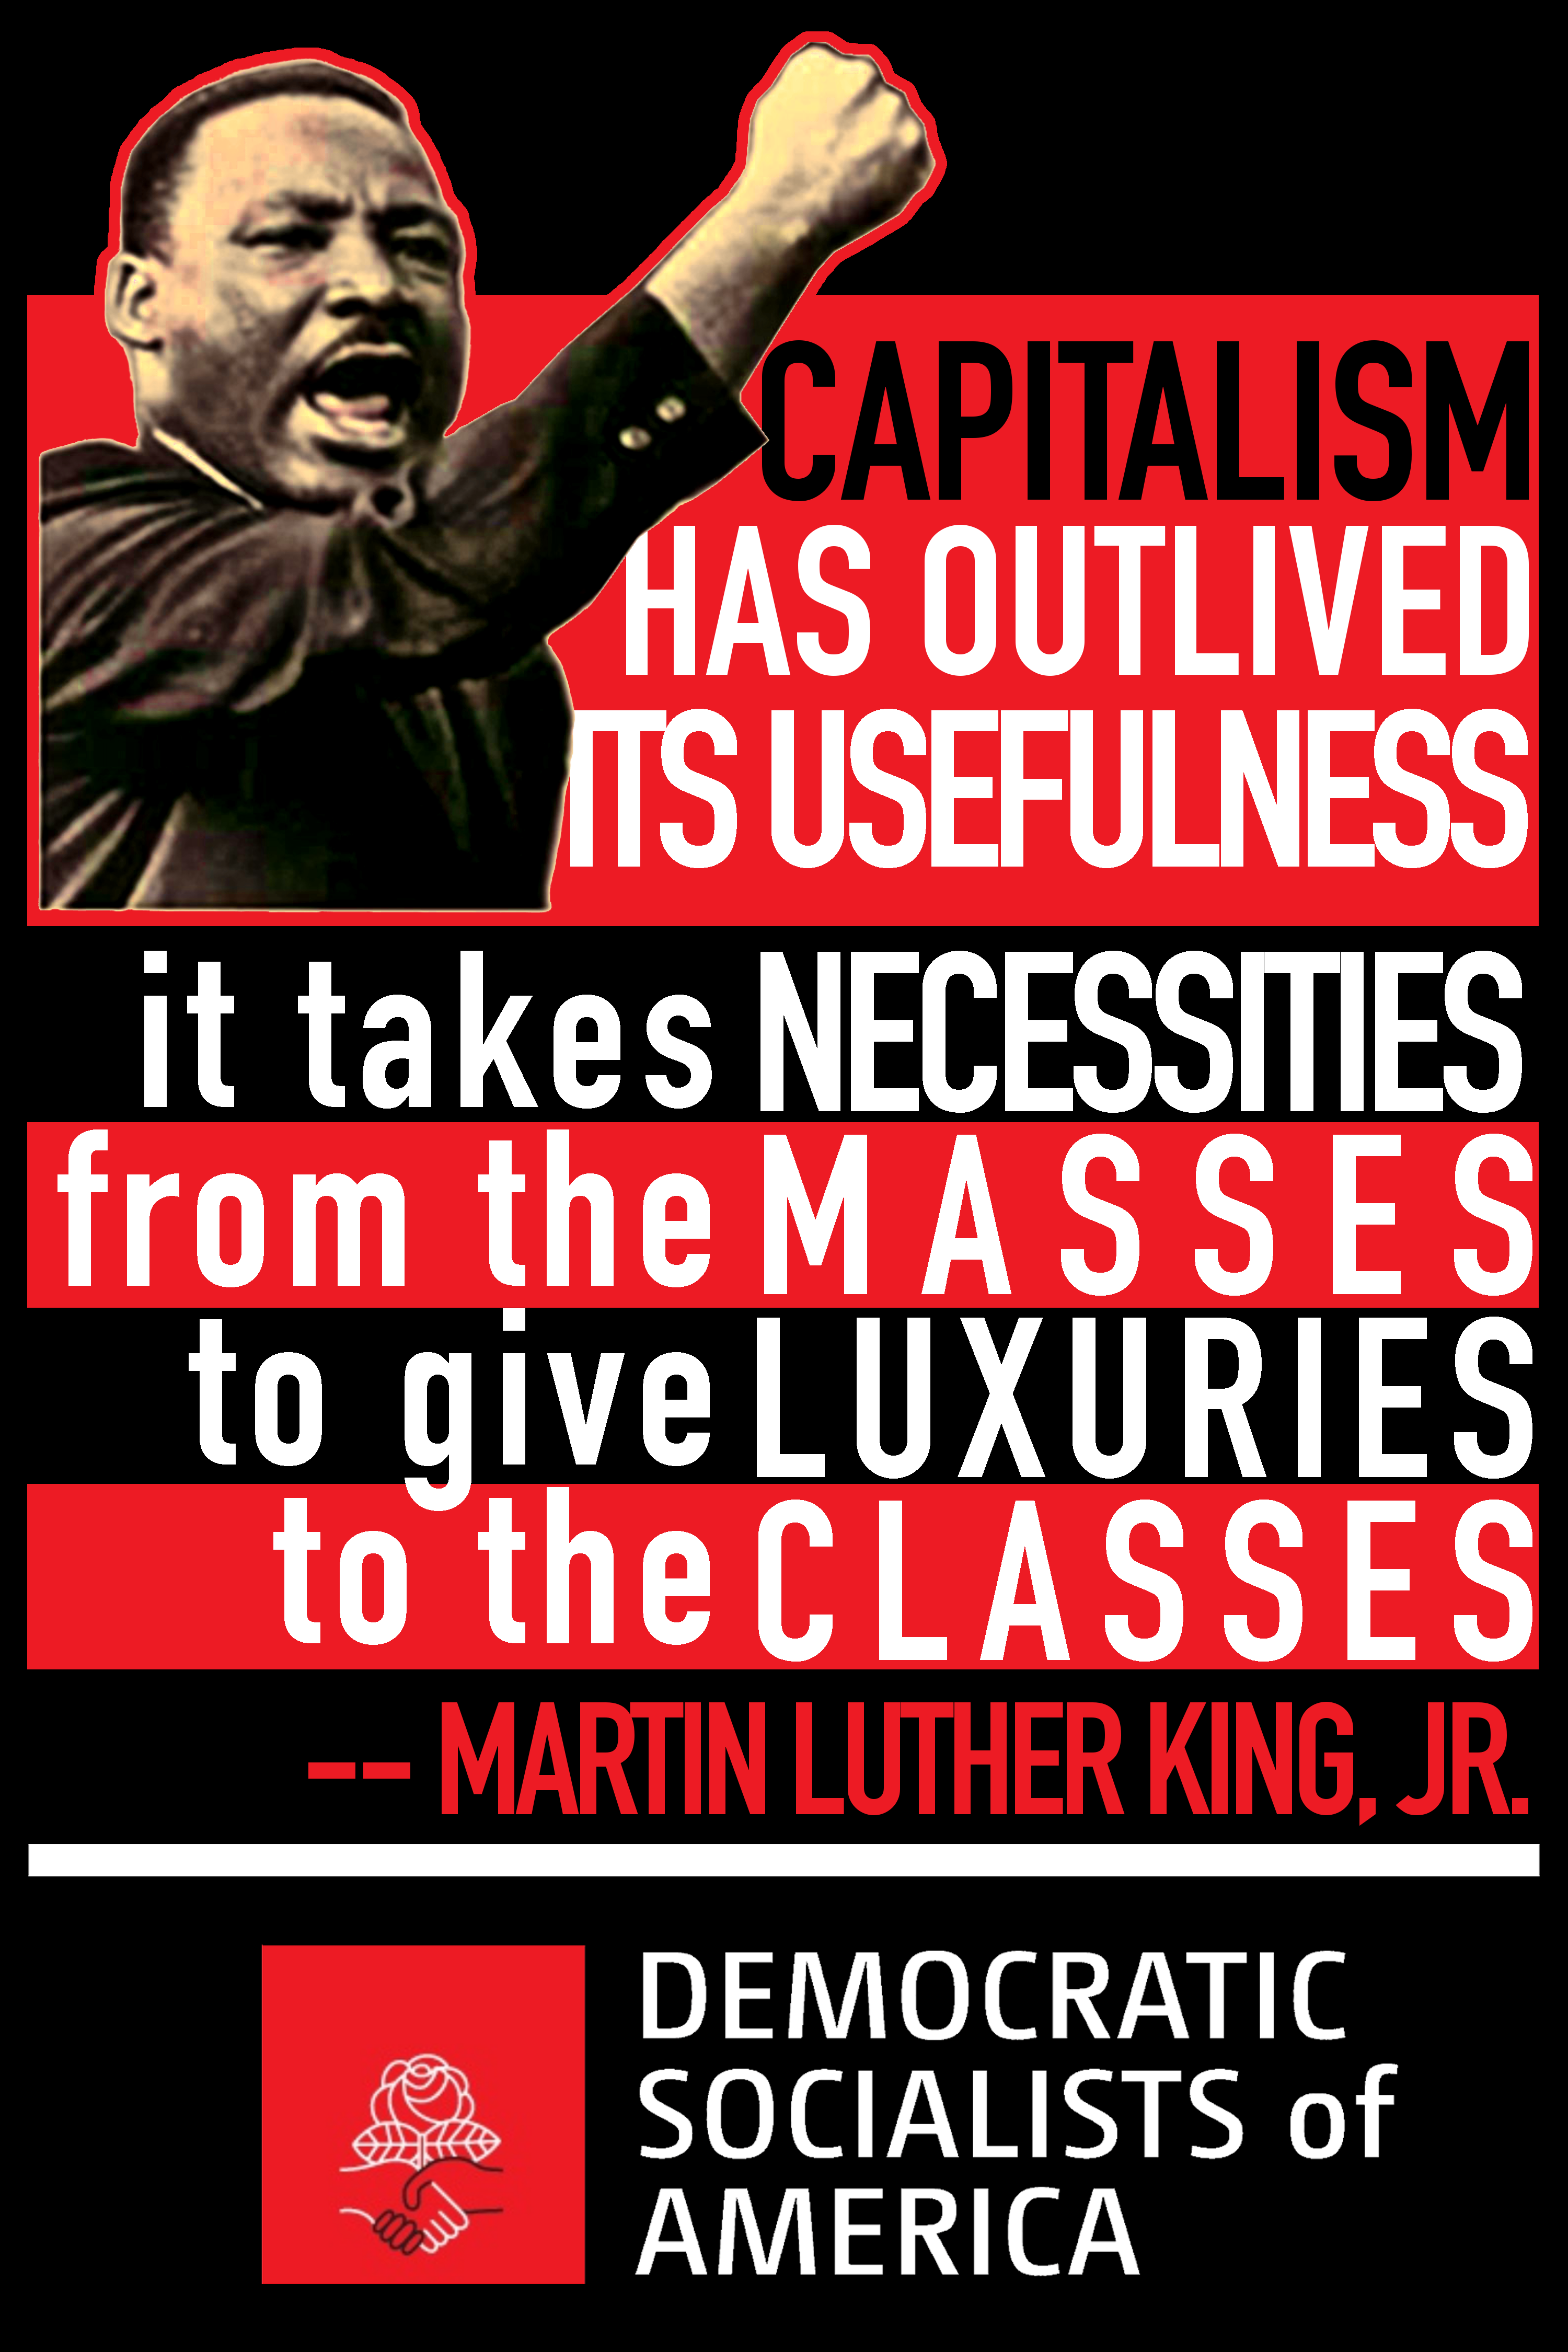 CAPITALISM
HAS OUTLIVED
ITS USEFULNESS
it takes NECESSITIES
from the MASSES
to give LUXURIES
to the CLASSES
-- MARTIN LUTHER KING, JR.
DEMOCRATIC
SOCIALISTS of
AMERICA